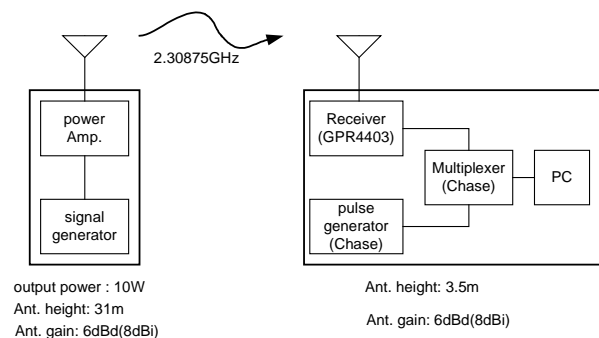 2.30875GHz
power
Amp.
signal
generator
output power : 10W
Ant. height: 31m
Ant. gain: 6dBd(8dBi)
Receiver
(GPR4403)
pulse
generator
(Chase)
Multiplexer
(Chase)
PC
Ant. height: 3.5m
Ant. gain: 6dBd(8dBi)